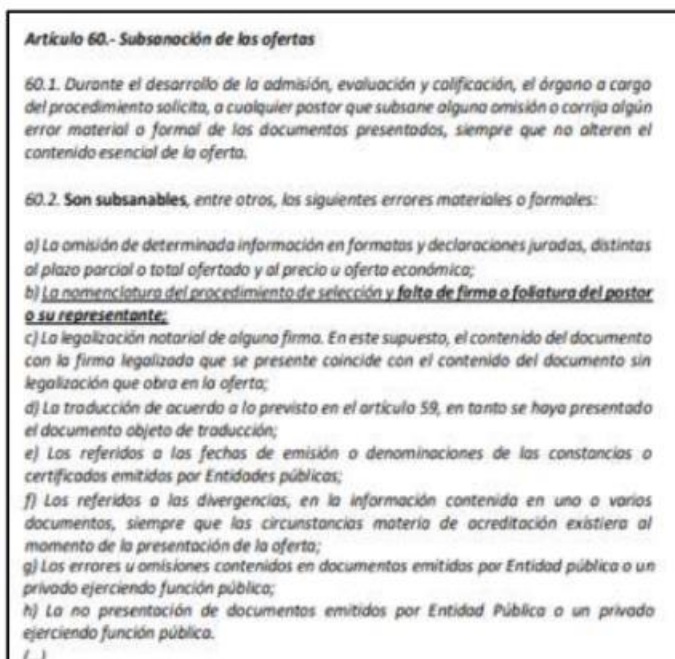 Artículo 60.- Subsanación de las ofertas
60.1. Durante el desarrollo de la admisión, evaluación y calificación, el órgano a cargo
del procedimiento solicita, a cualquier postor que subsane alguna omisión o corrija algún
error material o formal de los documentos presentados, siempre que no alteren el
contenido esencial de la oferta.
60.2. Son subsanables, entre otros, los siguientes errores materiales o formales:
a) La omisión de determinada información en formatos y declaraciones juradas, distintas
al plazo parcial o total ofertado y al precio u oferta económica;
b) La nomenclatura del procedimiento de selección y falta de firma o foliatura del postor
o su representante;
c) La legalización notarial de alguna firma. En este supuesto, el contenido del documento
con la firma legalizada que se presente coincide con el contenido del documento sin
legalización que obra en la oferta;
d) La traducción de acuerdo a lo previsto en el artículo 59, en tanto se haya presentado
el documento objeto de traducción;
e) Los referidos a las fechas de emisión o denominaciones de las constancias o
certificados emitidos por Entidades públicas;
f) Los referidos a las divergencias, en la información contenida en uno o varios
documentos, siempre que las circunstancias materia de acreditación existiera al
momento de la presentación de la oferta;
g) Los errores u omisiones contenidos en documentos emitidos por Entidad pública o un
privado ejerciendo función pública;
h) La no presentación de documentos emitidos por Entidad Pública o un privado
ejerciendo función pública.
(...)